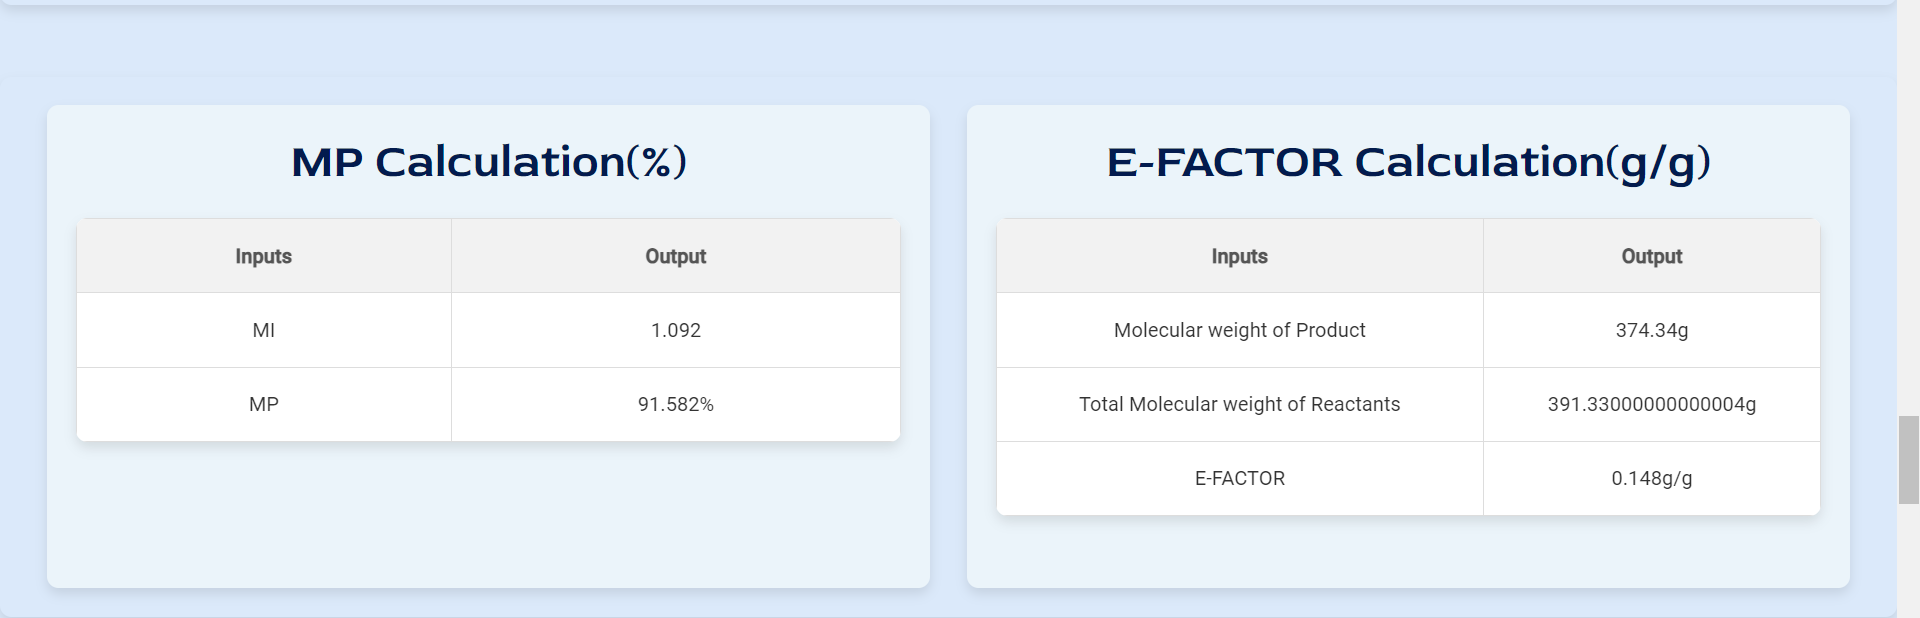 MP Calculation(%)
Inputs Output
MI 1.092
MP 91.582%
E-FACTOR Calculation(g/g)
Inputs Output
Molecular weight of Product 374.34g
Total Molecular weight of Reactants 391.33000000000004g
E-FACTOR 0.148g/g